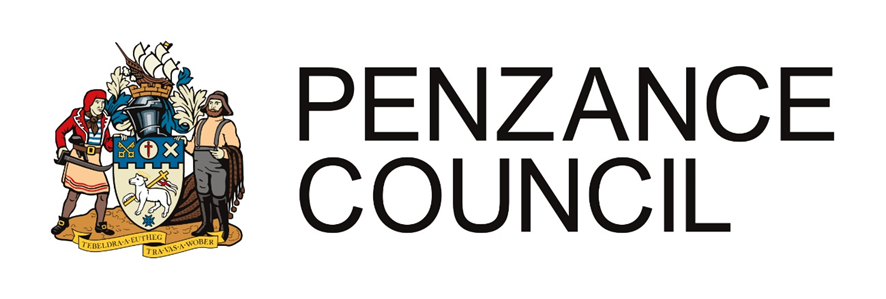 PENZANCE
COUNCIL
TEBELDRA-A-EUTHEG
TRA-VAS-A-WOBER